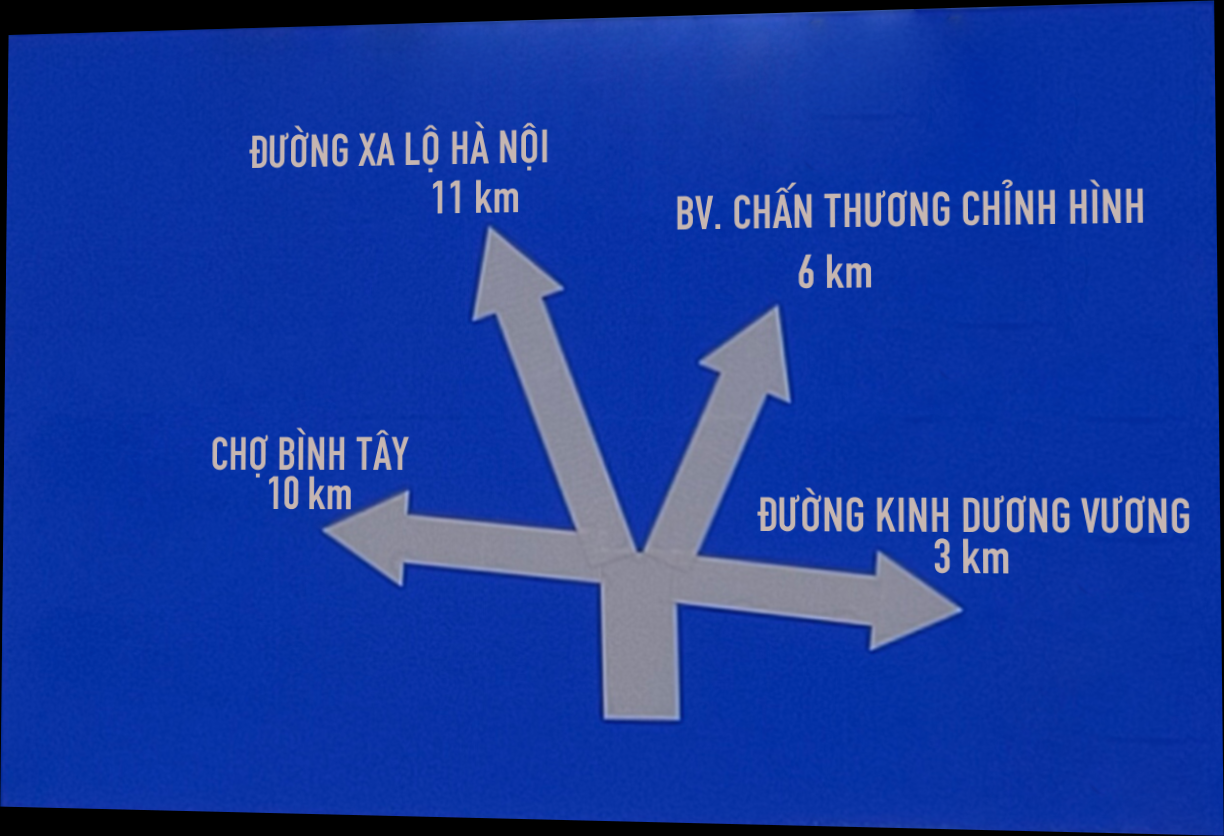 ĐƯỜNG XA LỘ HÀ NỘI
11 km
BV. CHẤN THƯƠNG CHỈNH HÌNH
6 km
CHỢ BÌNH TÂY
10 km
ĐƯỜNG KINH DƯƠNG VƯƠNG
3 km